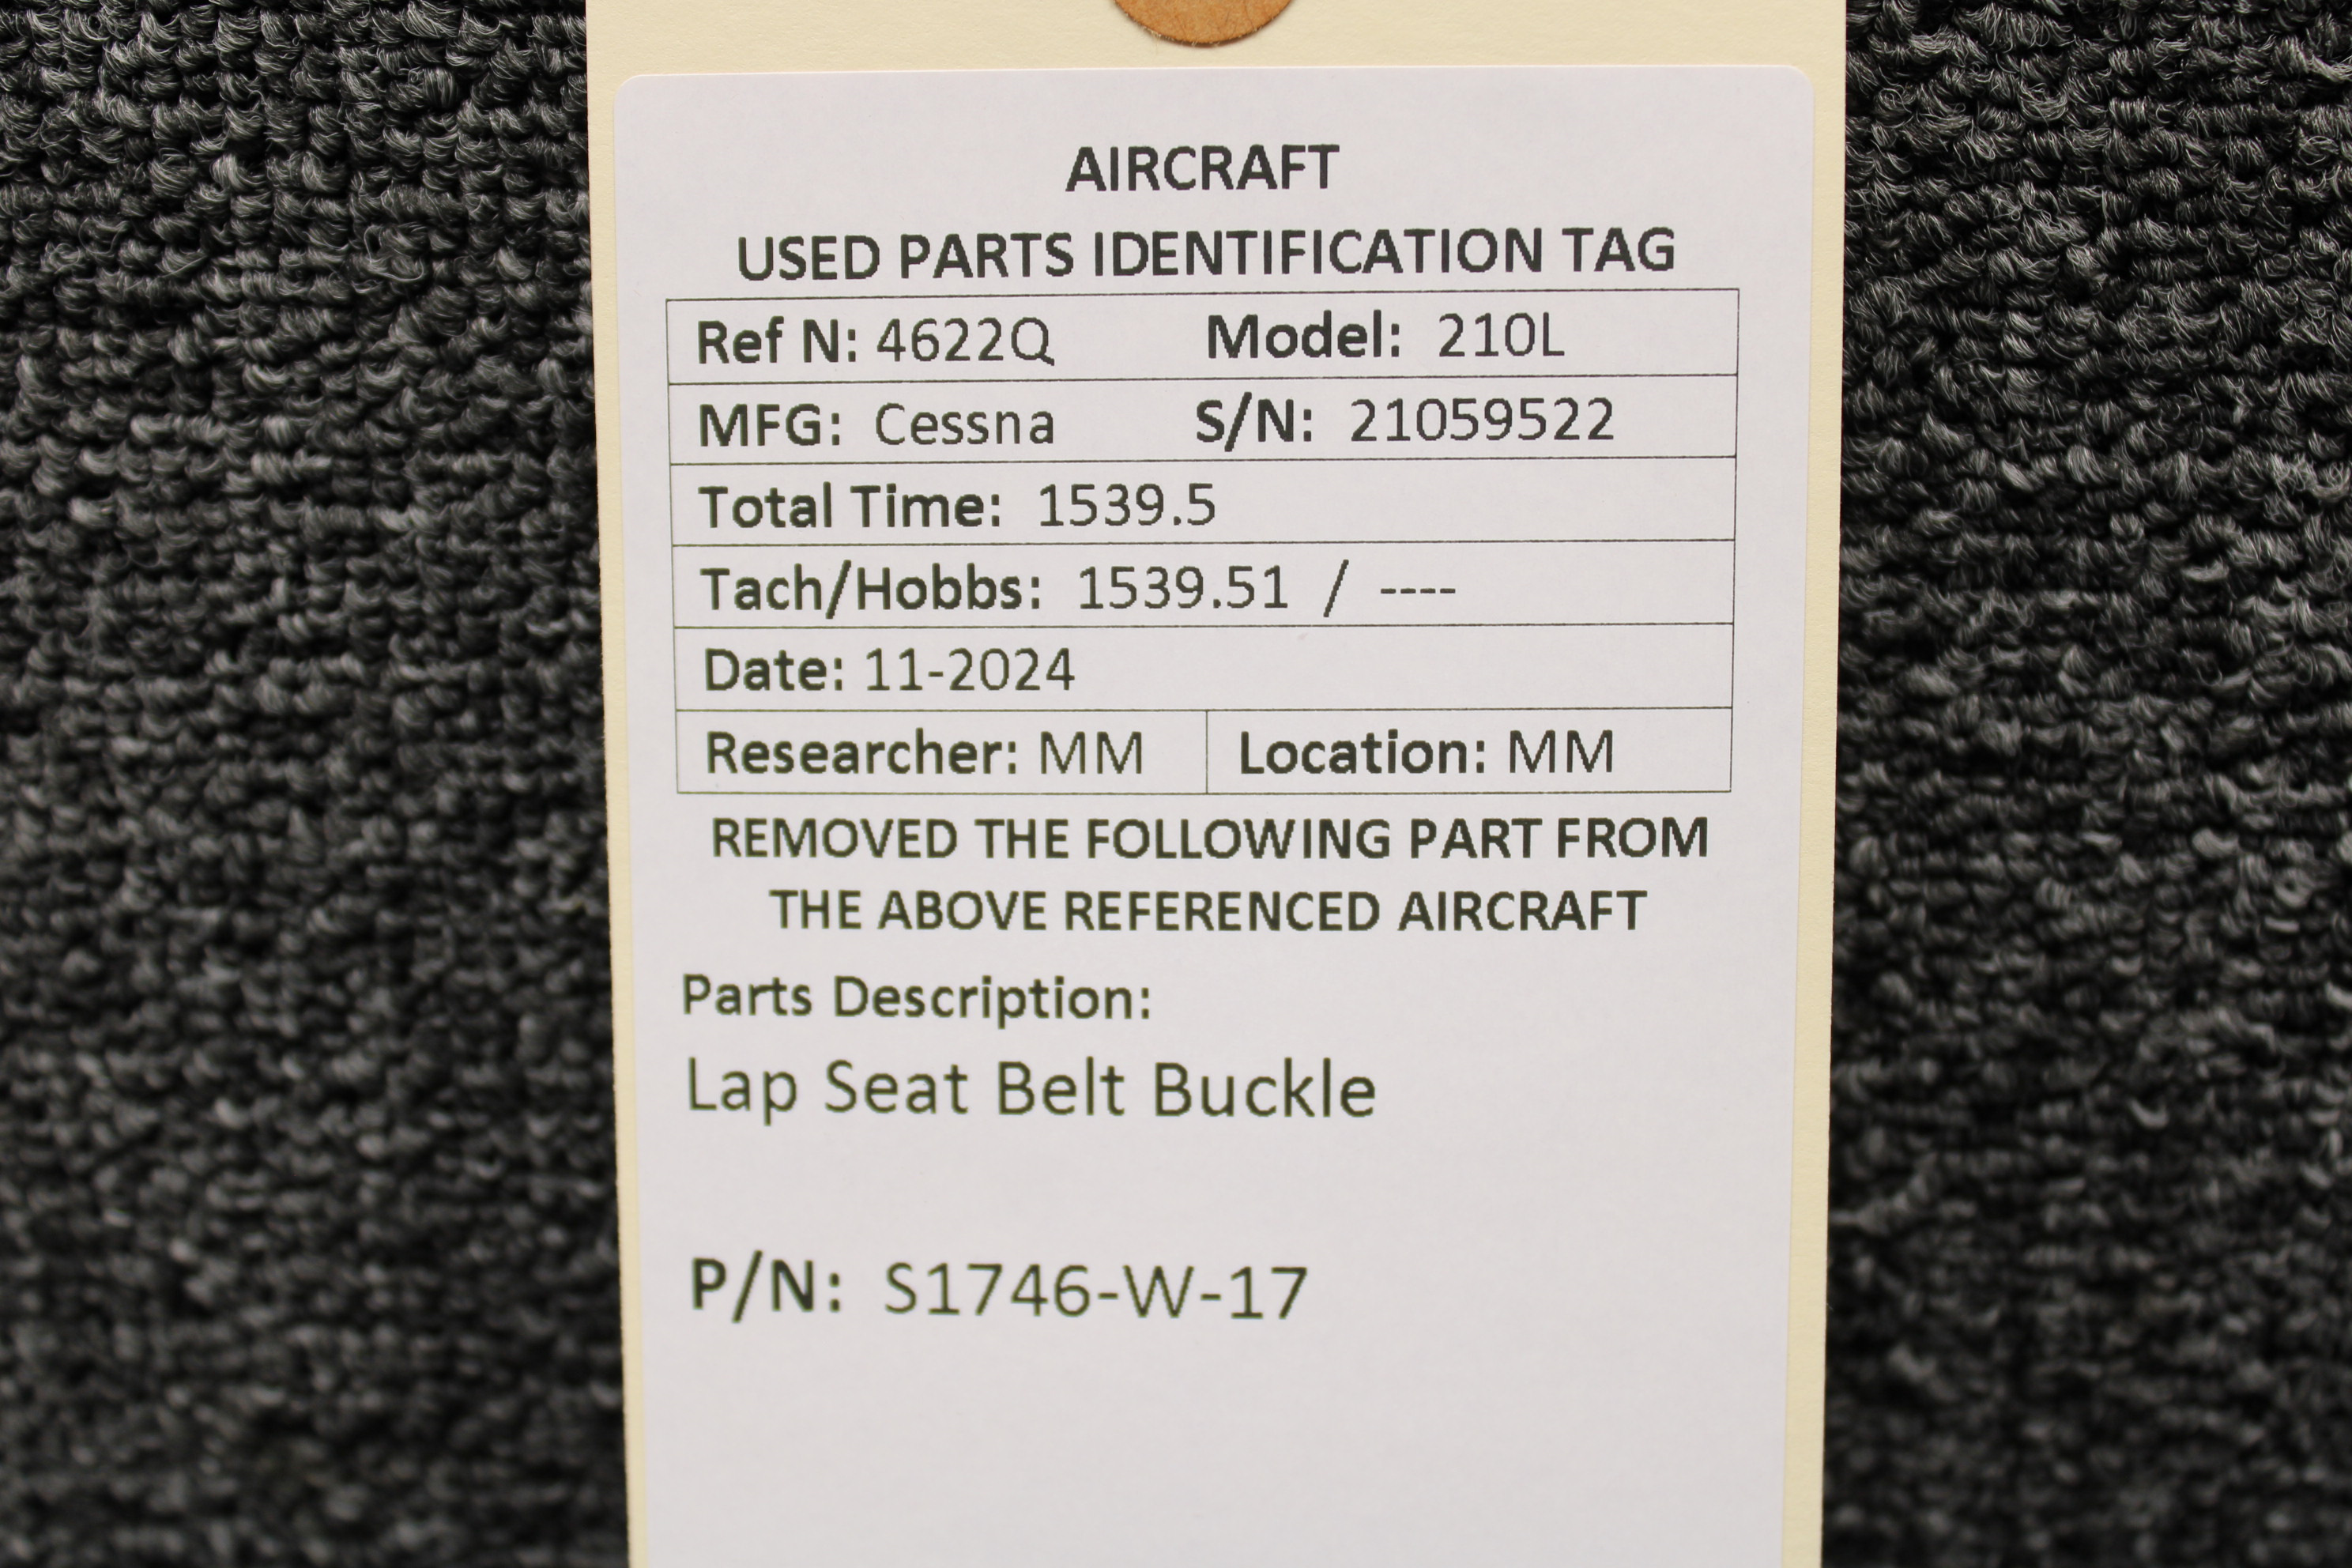 AIRCRAFT
USED PARTS IDENTIFICATION TAG
Ref N: 4622Q Model: 210L
MFG: Cessna S/N: 21059522
Total Time: 1539.5
Tach/Hobbs: 1539.51 / ----
Date: 11-2024
Researcher: MM Location: MM
REMOVED THE FOLLOWING PART FROM
THE ABOVE REFERENCED AIRCRAFT
Parts Description:
Lap Seat Belt Buckle
P/N: S1746-W-17